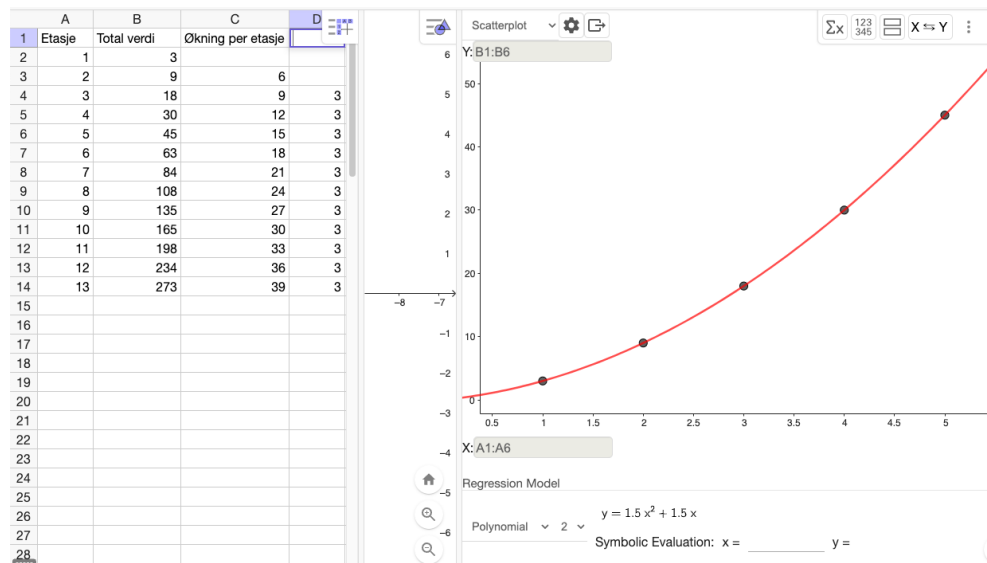 A B C D
1 Etasje Total verdi Økning per etasje
2 1 3
3 2 9 6
4 3 18 9 3
5 4 30 12 3
6 5 45 15 3
7 6 63 18 3
8 7 84 21 3
9 8 108 24 3
10 9 135 27 3
11 10 165 30 3
12 11 198 33 3
13 12 234 36 3
14 13 273 39 3
15
16
17
18
19
20
21
22
23
24
25
26
27
28
6
5
4
3
2
1
-8 -7
-1
-2
-3
-4
-5
-6
Scatterplot
Σx 123 345 X ⇆ Y
Y: B1:B6
50
40
30
20
10
0
0.5 1 1.5 2 2.5 3 3.5 4 4.5 5
X: A1:A6
Regression Model
y = 1.5 x² + 1.5 x
Polynomial 2
Symbolic Evaluation: x = y =